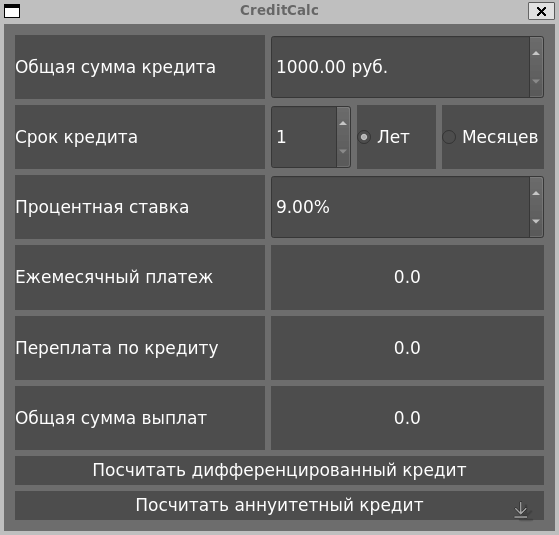 CreditCalc
Общая сумма кредита 1000.00 руб.
Срок кредита 1 Лет Месяцев
Процентная ставка 9.00%
Ежемесячный платеж 0.0
Переплата по кредиту 0.0
Общая сумма выплат 0.0
Посчитать дифференцированный кредит
Посчитать аннуитетный кредит